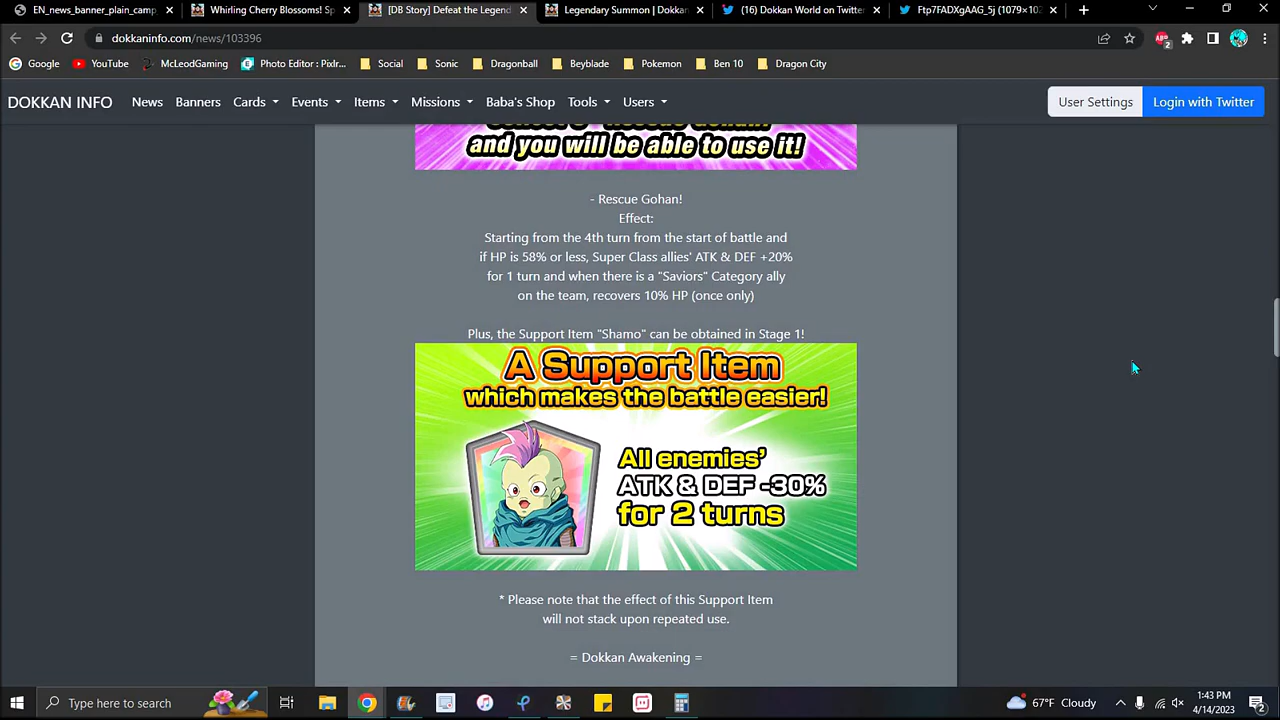 EN_news_banner_plain_camp
Whirling Cherry Blossoms! Sp
[DB Story] Defeat the Legend
Legendary Summon | Dokkan
(16) Dokkan World on Twitter
Ftp7FADXgAAG_5j (1079×10
dokkaninfo.com/news/103396
ABP
2
Google
YouTube
McLeodGaming
Photo Editor : Pixlr...
Social
Sonic
Dragonball
Beyblade
Pokemon
Ben 10
Dragon City
DOKKAN INFO
News
Banners
Cards
Events
Items
Missions
Baba's Shop
Tools
Users
User Settings
Login with Twitter
and you will be able to use it!
- Rescue Gohan!
Effect:
Starting from the 4th turn from the start of battle and
if HP is 58% or less, Super Class allies' ATK & DEF +20%
for 1 turn and when there is a "Saviors" Category ally
on the team, recovers 10% HP (once only)
Plus, the Support Item "Shamo" can be obtained in Stage 1!
A Support Item
which makes the battle easier!
All enemies'
ATK & DEF -30%
for 2 turns
* Please note that the effect of this Support Item
will not stack upon repeated use.
= Dokkan Awakening =
Type here to search
67°F Cloudy
1:43 PM
4/14/2023
2